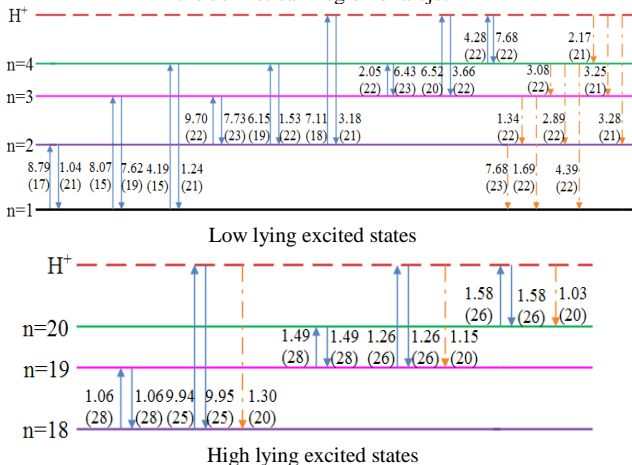 H⁺
4.28 7.68 2.17
(22) (22) (21)
n=4
2.05 6.43 6.52 3.66 3.08 3.25
(22) (23) (20) (22) (22) (21)
n=3
9.70 7.73 6.15 1.53 7.11 3.18 1.34 2.89 3.28
(22) (23) (19) (22) (18) (21) (22) (22) (21)
n=2
8.79 1.04 8.07 7.62 4.19 1.24 7.68 1.69 4.39
(17) (21) (15) (19) (15) (21) (23) (22) (22)
n=1
Low lying excited states
H⁺
1.58 1.58 1.03
(26) (26) (20)
n=20
1.49 1.49 1.26 1.26 1.15
(28) (28) (26) (26) (20)
n=19
1.06 1.06 9.94 9.95 1.30
(28) (28) (25) (25) (20)
n=18
High lying excited states